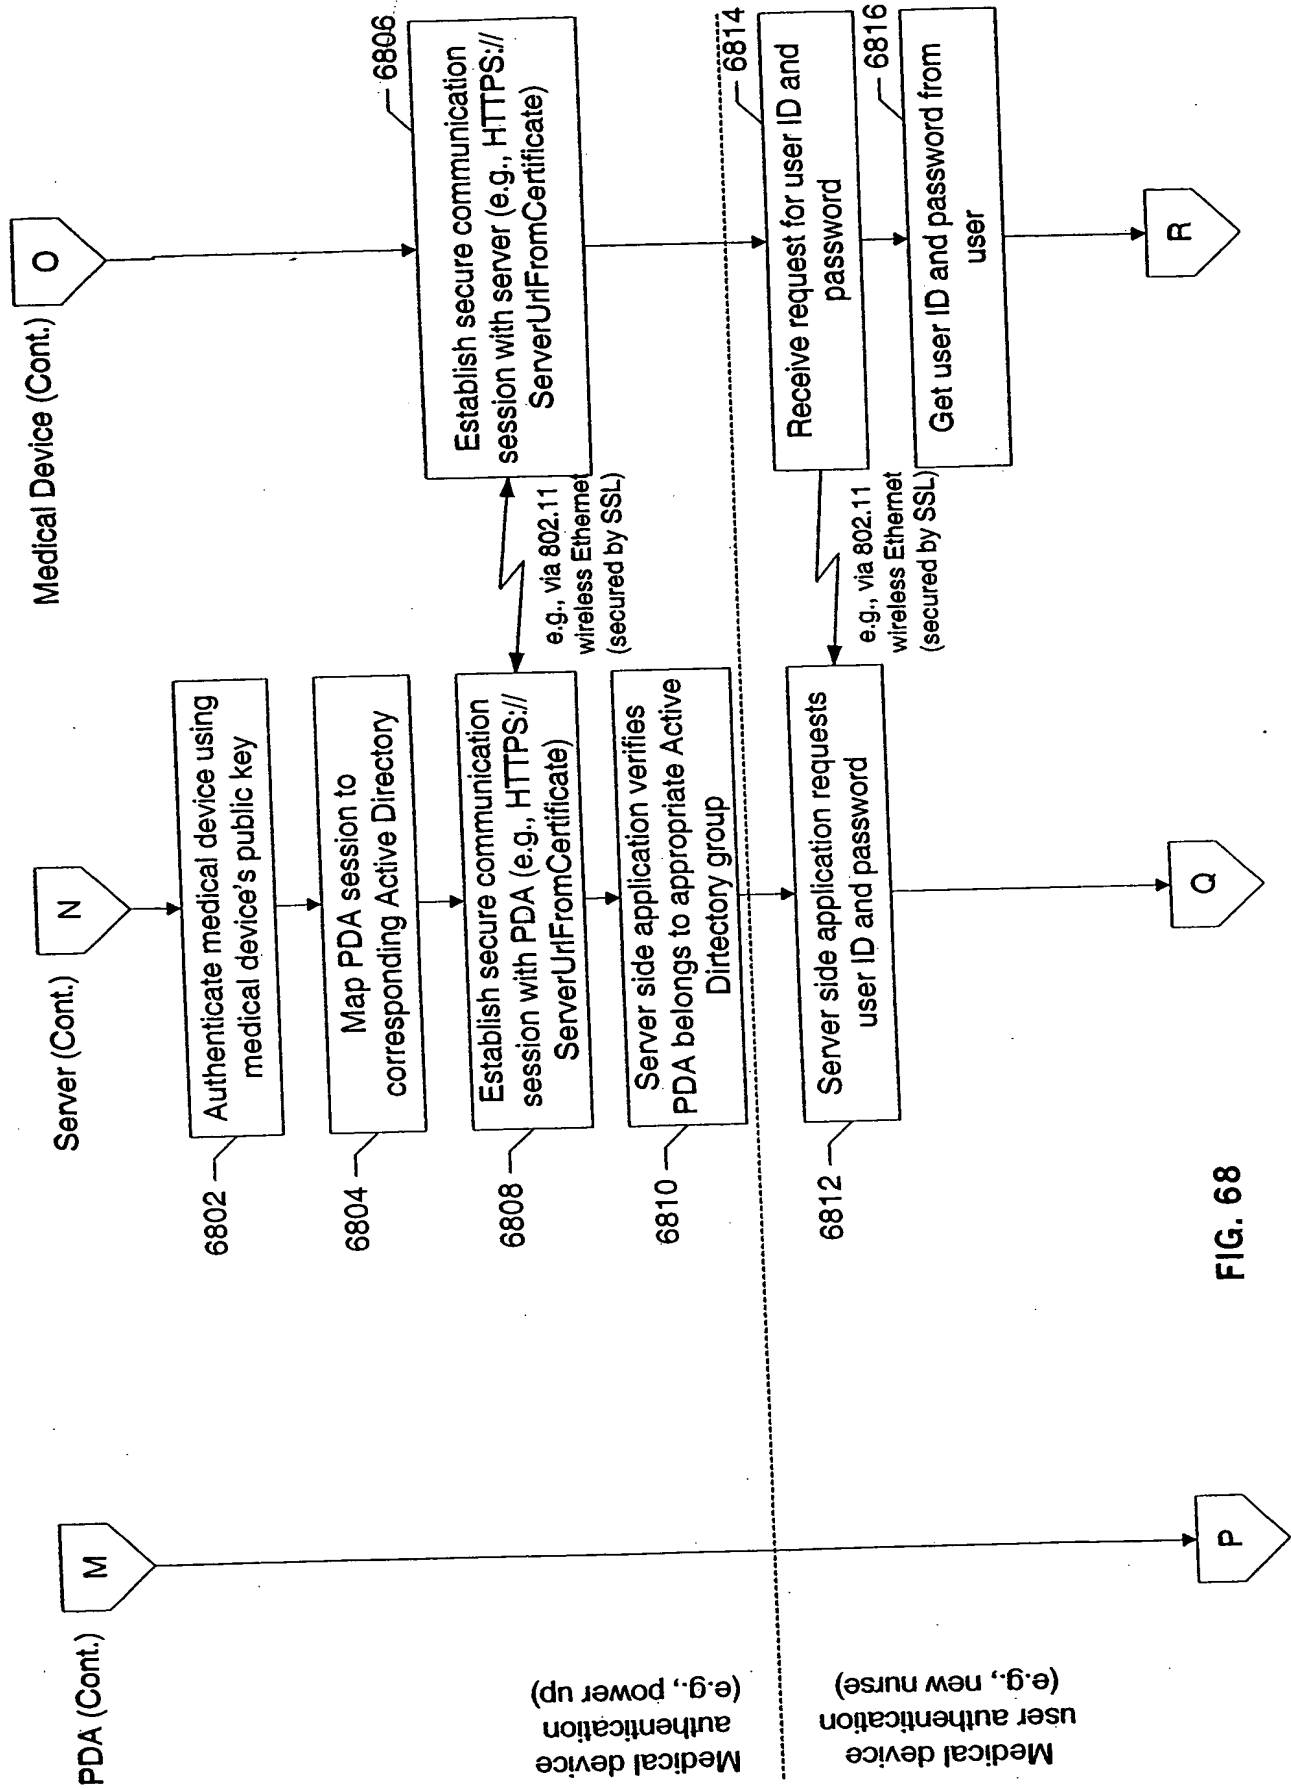 PDA (Cont.)
Server (Cont.)
Medical Device (Cont.)
M
N
O
6802
Authenticate medical device using
medical device's public key
6804
Map PDA session to
corresponding Active Directory
6806
Establish secure communication
session with server (e.g., HTTPS://
ServerUrlFromCertificate)
6808
Establish secure communication
session with PDA (e.g., HTTPS://
ServerUrlFromCertificate)
e.g., via 802.11
wireless Ethernet
(secured by SSL)
6810
Server side application verifies
PDA belongs to appropriate Active
Dirtectory group
Medical device
authentication
(e.g., power up)
6812
Server side application requests
user ID and password
6814
Receive request for user ID and
password
e.g., via 802.11
wireless Ethernet
(secured by SSL)
6816
Get user ID and password from
user
Medical device
user authentication
(e.g., new nurse)
P
Q
R
FIG. 68